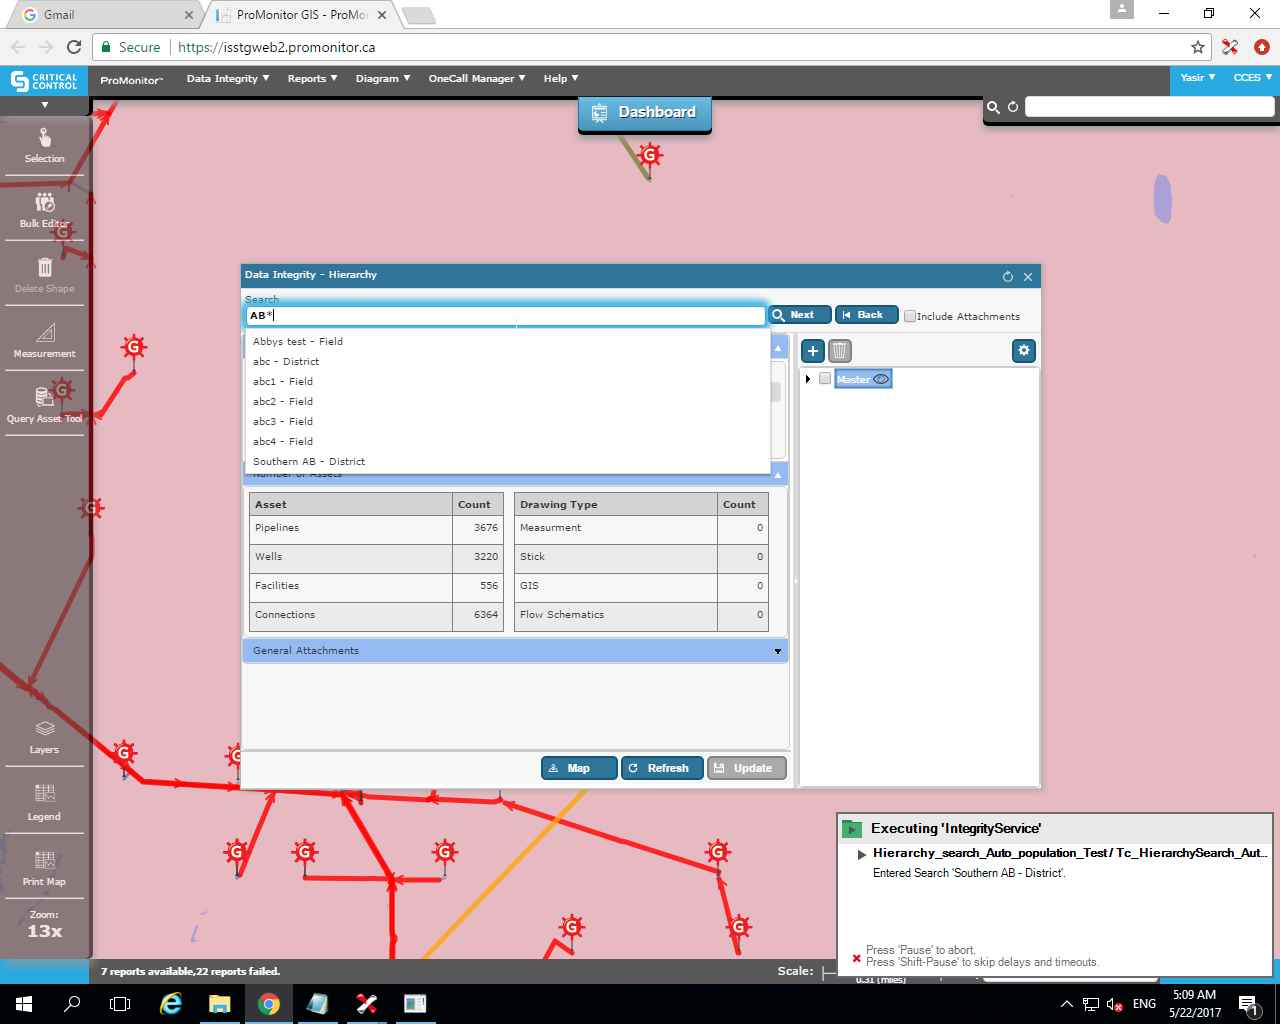 Gmail
ProMonitor GIS - ProMo
Secure
https://isstgweb2.promonitor.ca
CRITICAL CONTROL
ProMonitor™
Data Integrity
Reports
Diagram
OneCall Manager
Help
Yasir
CCES
Dashboard
Selection
Bulk Editor
Delete Shape
Measurement
Query Asset Tool
Layers
Legend
Print Map
Zoom:
13x
G
G
G
G
G
G
G
G
G
G
G
G
G
Data Integrity - Hierarchy
Search
AB*
Next
Back
Include Attachments
Abbys test - Field
abc - District
abc1 - Field
abc2 - Field
abc3 - Field
abc4 - Field
Southern AB - District
Number of Assets
Asset Count Drawing Type Count
Pipelines 3676 Measurment 0
Wells 3220 Stick 0
Facilities 556 GIS 0
Connections 6364 Flow Schematics 0
General Attachments
Master
Map
Refresh
Update
Executing 'IntegrityService'
Hierarchy_search_Auto_population_Test / Tc_HierarchySearch_Aut...
Entered Search 'Southern AB - District'.
Press 'Pause' to abort.
Press 'Shift-Pause' to skip delays and timeouts.
7 reports available,22 reports failed.
Scale:
0.31 (miles)
ENG
5:09 AM
5/22/2017
1